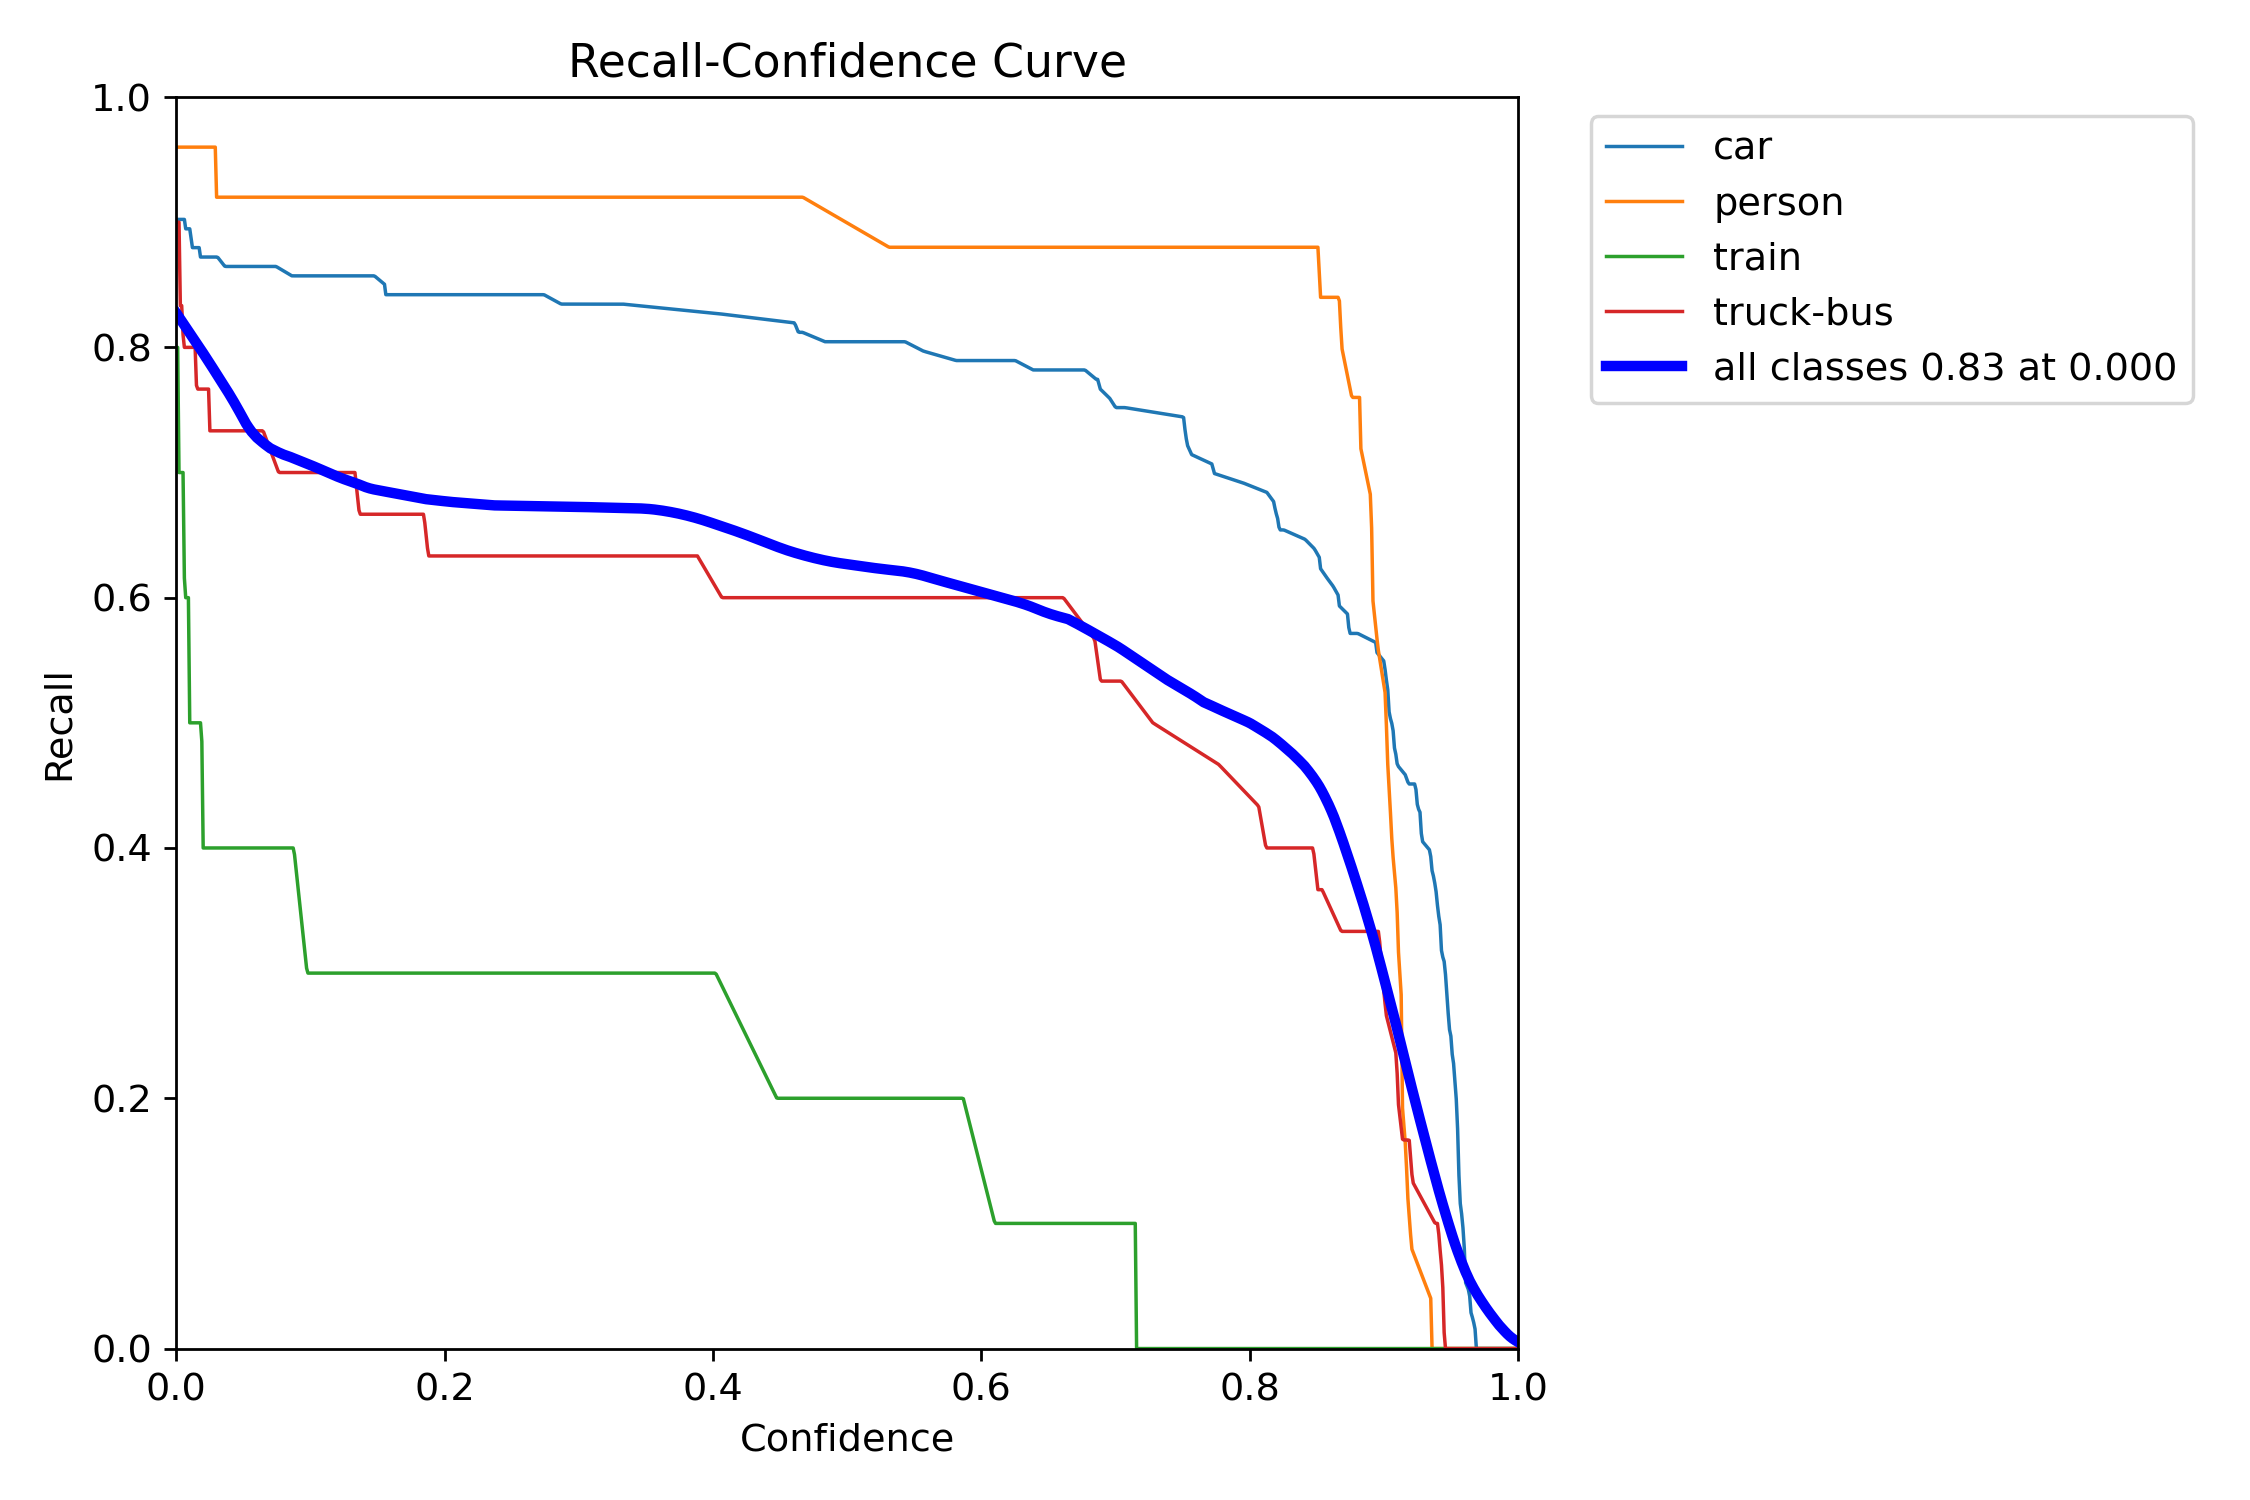 Recall-Confidence Curve
1.0
0.8
0.6
0.4
0.2
0.0
Recall
0.0 0.2 0.4 0.6 0.8 1.0
Confidence
car
person
train
truck-bus
all classes 0.83 at 0.000